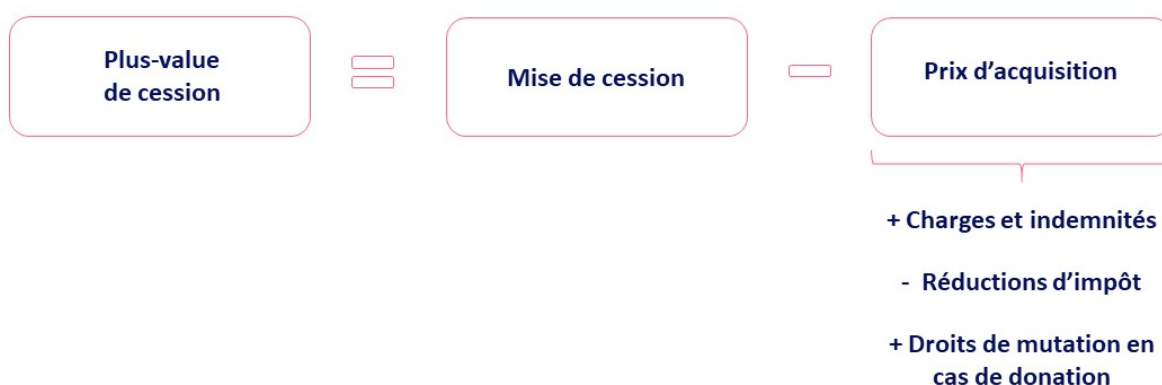 Plus-value
de cession
Mise de cession
Prix d’acquisition
+ Charges et indemnités
- Réductions d’impôt
+ Droits de mutation en
cas de donation